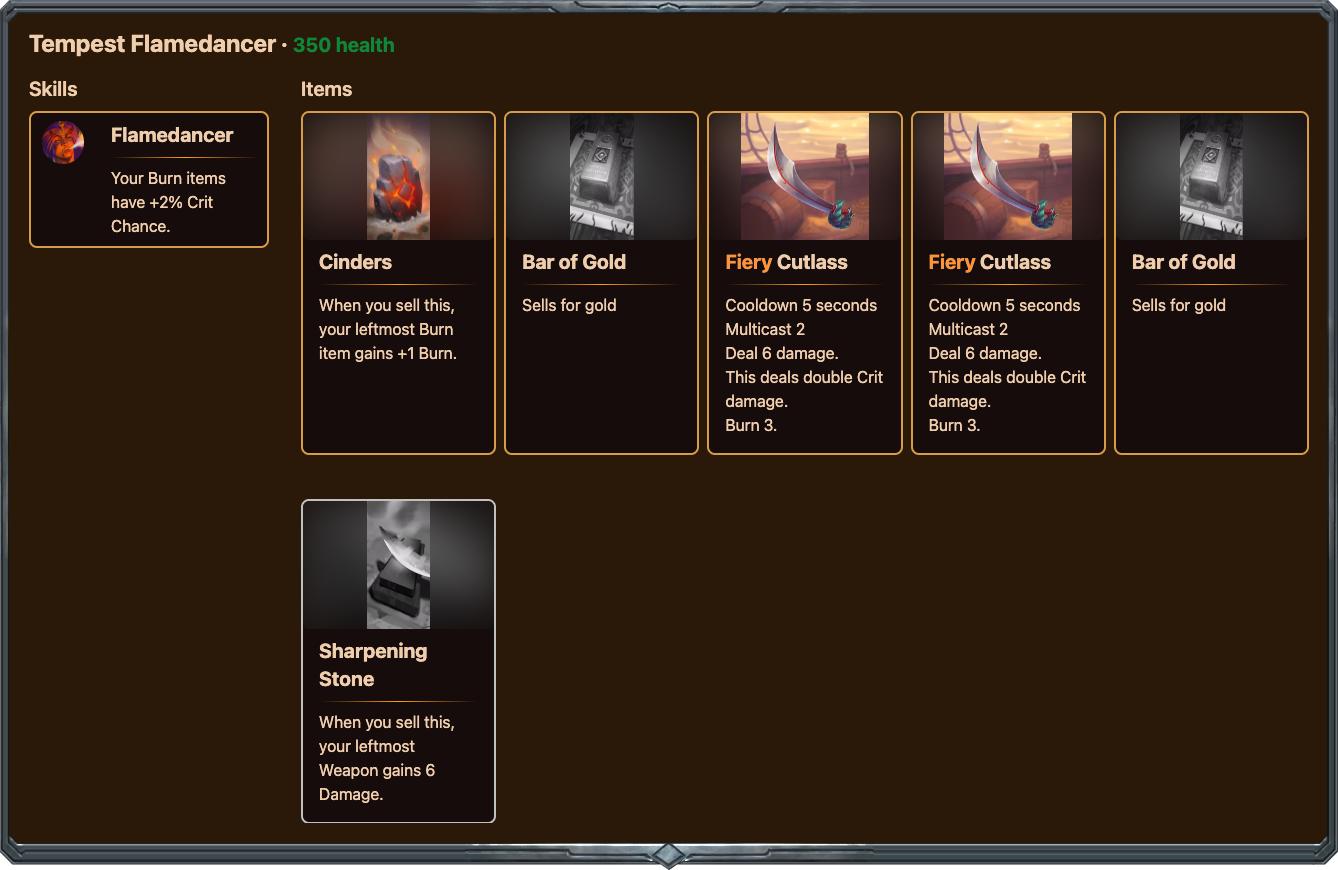 Tempest Flamedancer · 350 health
Skills
Flamedancer
Your Burn items
have +2% Crit
Chance.
Items
Cinders
When you sell this,
your leftmost Burn
item gains +1 Burn.
Bar of Gold
Sells for gold
Fiery Cutlass
Cooldown 5 seconds
Multicast 2
Deal 6 damage.
This deals double Crit
damage.
Burn 3.
Fiery Cutlass
Cooldown 5 seconds
Multicast 2
Deal 6 damage.
This deals double Crit
damage.
Burn 3.
Bar of Gold
Sells for gold
Sharpening
Stone
When you sell this,
your leftmost
Weapon gains 6
Damage.